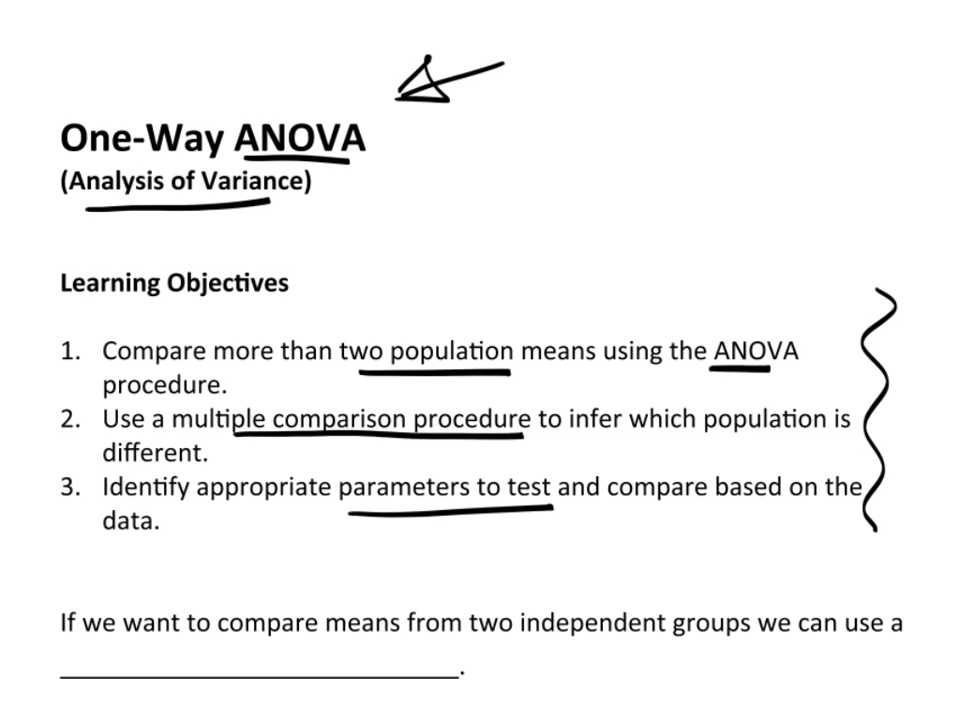 One-Way ANOVA
(Analysis of Variance)
Learning Objectives
1. Compare more than two population means using the ANOVA
procedure.
2. Use a multiple comparison procedure to infer which population is
different.
3. Identify appropriate parameters to test and compare based on the
data.
If we want to compare means from two independent groups we can use a
______________________________.